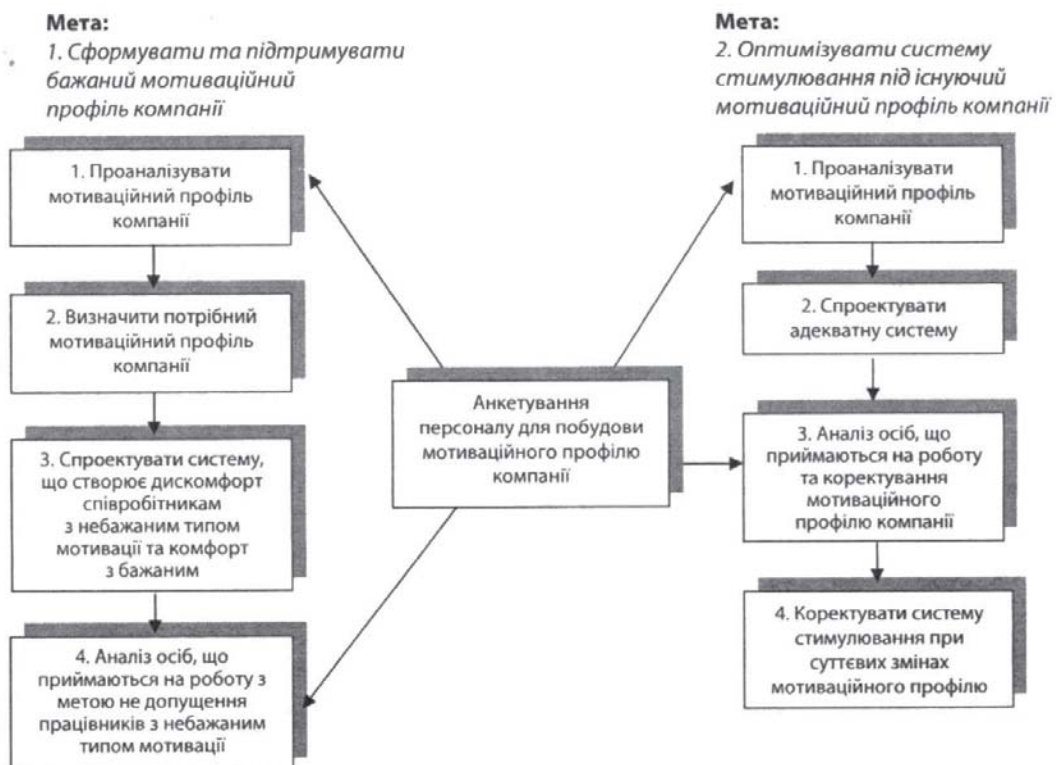 Мета:
1. Сформувати та підтримувати
бажаний мотиваційний
профіль компанії
1. Проаналізувати
мотиваційний профіль
компанії
2. Визначити потрібний
мотиваційний профіль
компанії
3. Спроектувати систему,
що створює дискомфорт
співробітникам
з небажаним типом
мотивації та комфорт
з бажаним
4. Аналіз осіб, що
приймаються на роботу з
метою не допущення
працівників з небажаним
типом мотивації
Анкетування
персоналу для побудови
мотиваційного профілю
компанії
Мета:
2. Оптимізувати систему
стимулювання під існуючий
мотиваційний профіль компанії
1. Проаналізувати
мотиваційний профіль
компанії
2. Спроектувати
адекватну систему
3. Аналіз осіб, що
приймаються на роботу
та коректування
мотиваційного
профілю компанії
4. Коректувати систему
стимулювання при
суттєвих змінах
мотиваційного профілю